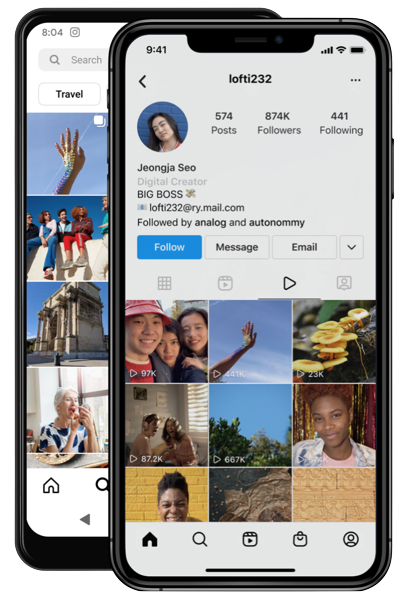 8:04
Search
Travel
9:41
lofti232
574
874K
441
Posts
Followers
Following
Jeongja Seo
Digital Creator
BIG BOSS
lofti232@ry.mail.com
Followed by analog and autonommy
Follow
Message
Email
97K
441K
23K
87.2K
667K